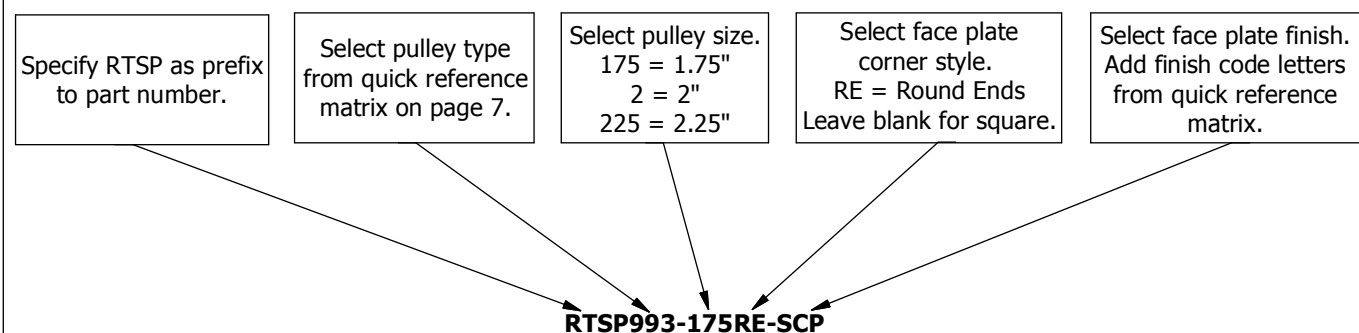 Specify RTSP as prefix
to part number.
Select pulley type
from quick reference
matrix on page 7.
Select pulley size.
175 = 1.75"
2 = 2"
225 = 2.25"
Select face plate
corner style.
RE = Round Ends
Leave blank for square.
Select face plate finish.
Add finish code letters
from quick reference
matrix.
RTSP993-175RE-SCP